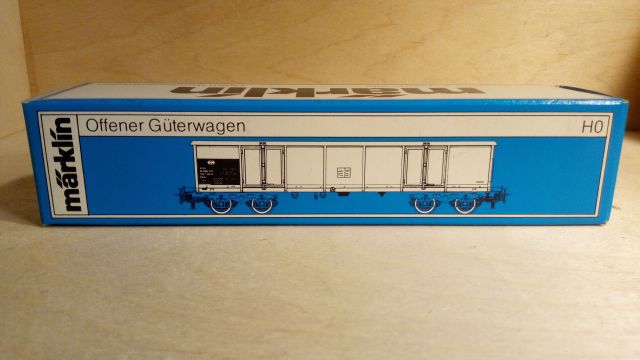 märklin
märklin
Offener Güterwagen
H0